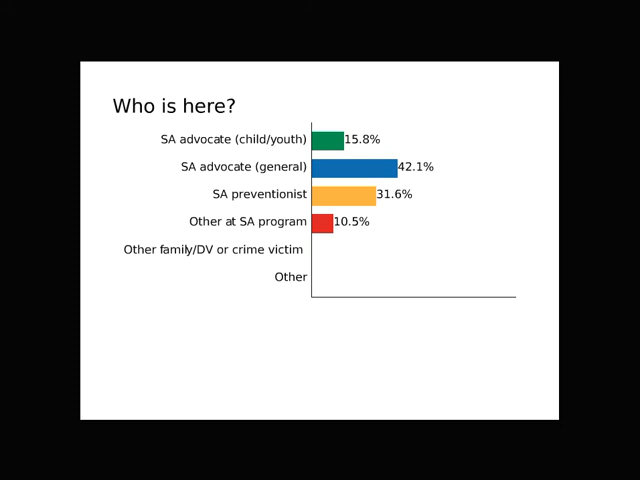 Who is here?
SA advocate (child/youth) 15.8%
SA advocate (general) 42.1%
SA preventionist 31.6%
Other at SA program 10.5%
Other family/DV or crime victim
Other